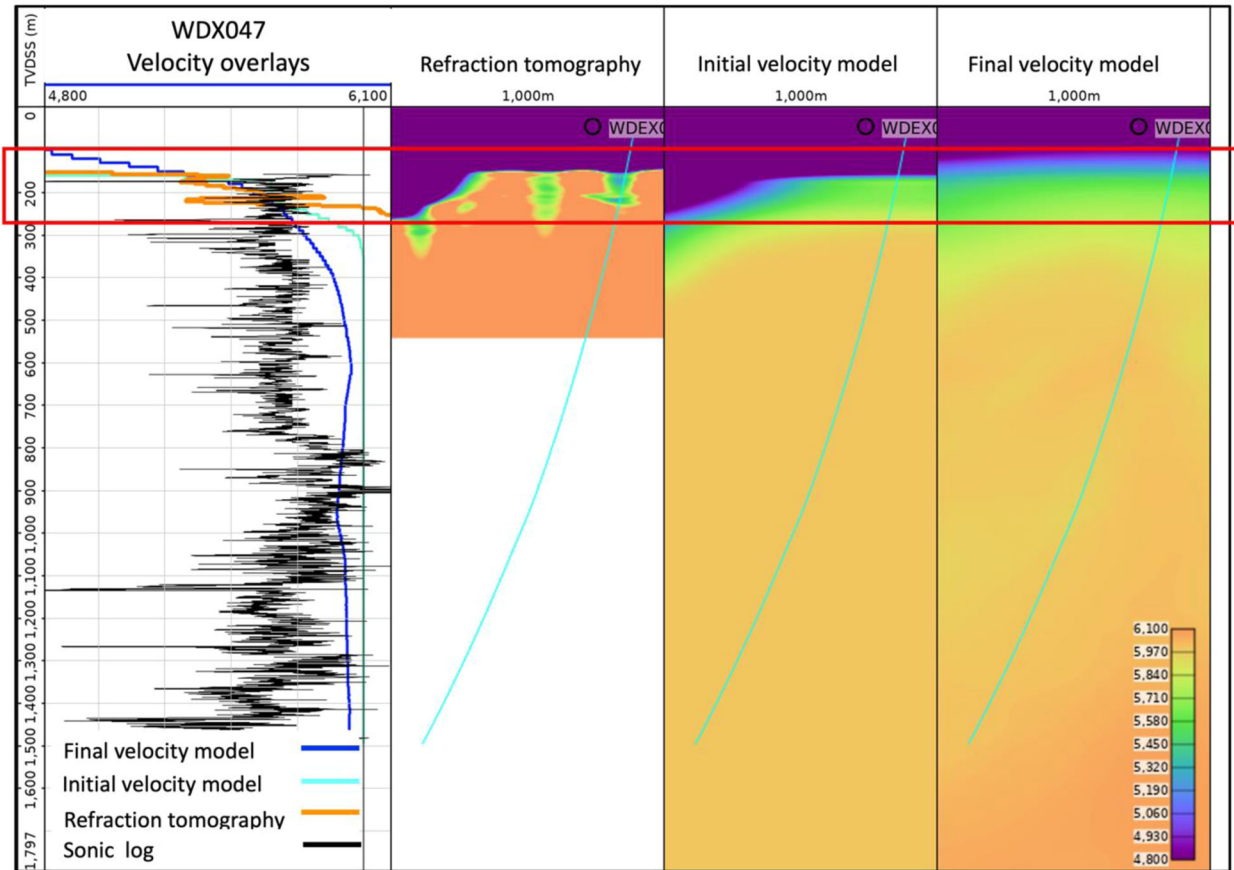 WDX047
Velocity overlays
Refraction tomography
Initial velocity model
Final velocity model
TVDSS (m)
4,800 6,100
1,000m
1,000m
1,000m
0
WDEX0
WDEX0
WDEX0
200
300
400
500
600
700
800
900
1,000
1,100
1,200
1,300
1,400
1,500
1,600
1,797
Final velocity model
Initial velocity model
Refraction tomography
Sonic log
6,100
5,970
5,840
5,710
5,580
5,450
5,320
5,190
5,060
4,930
4,800